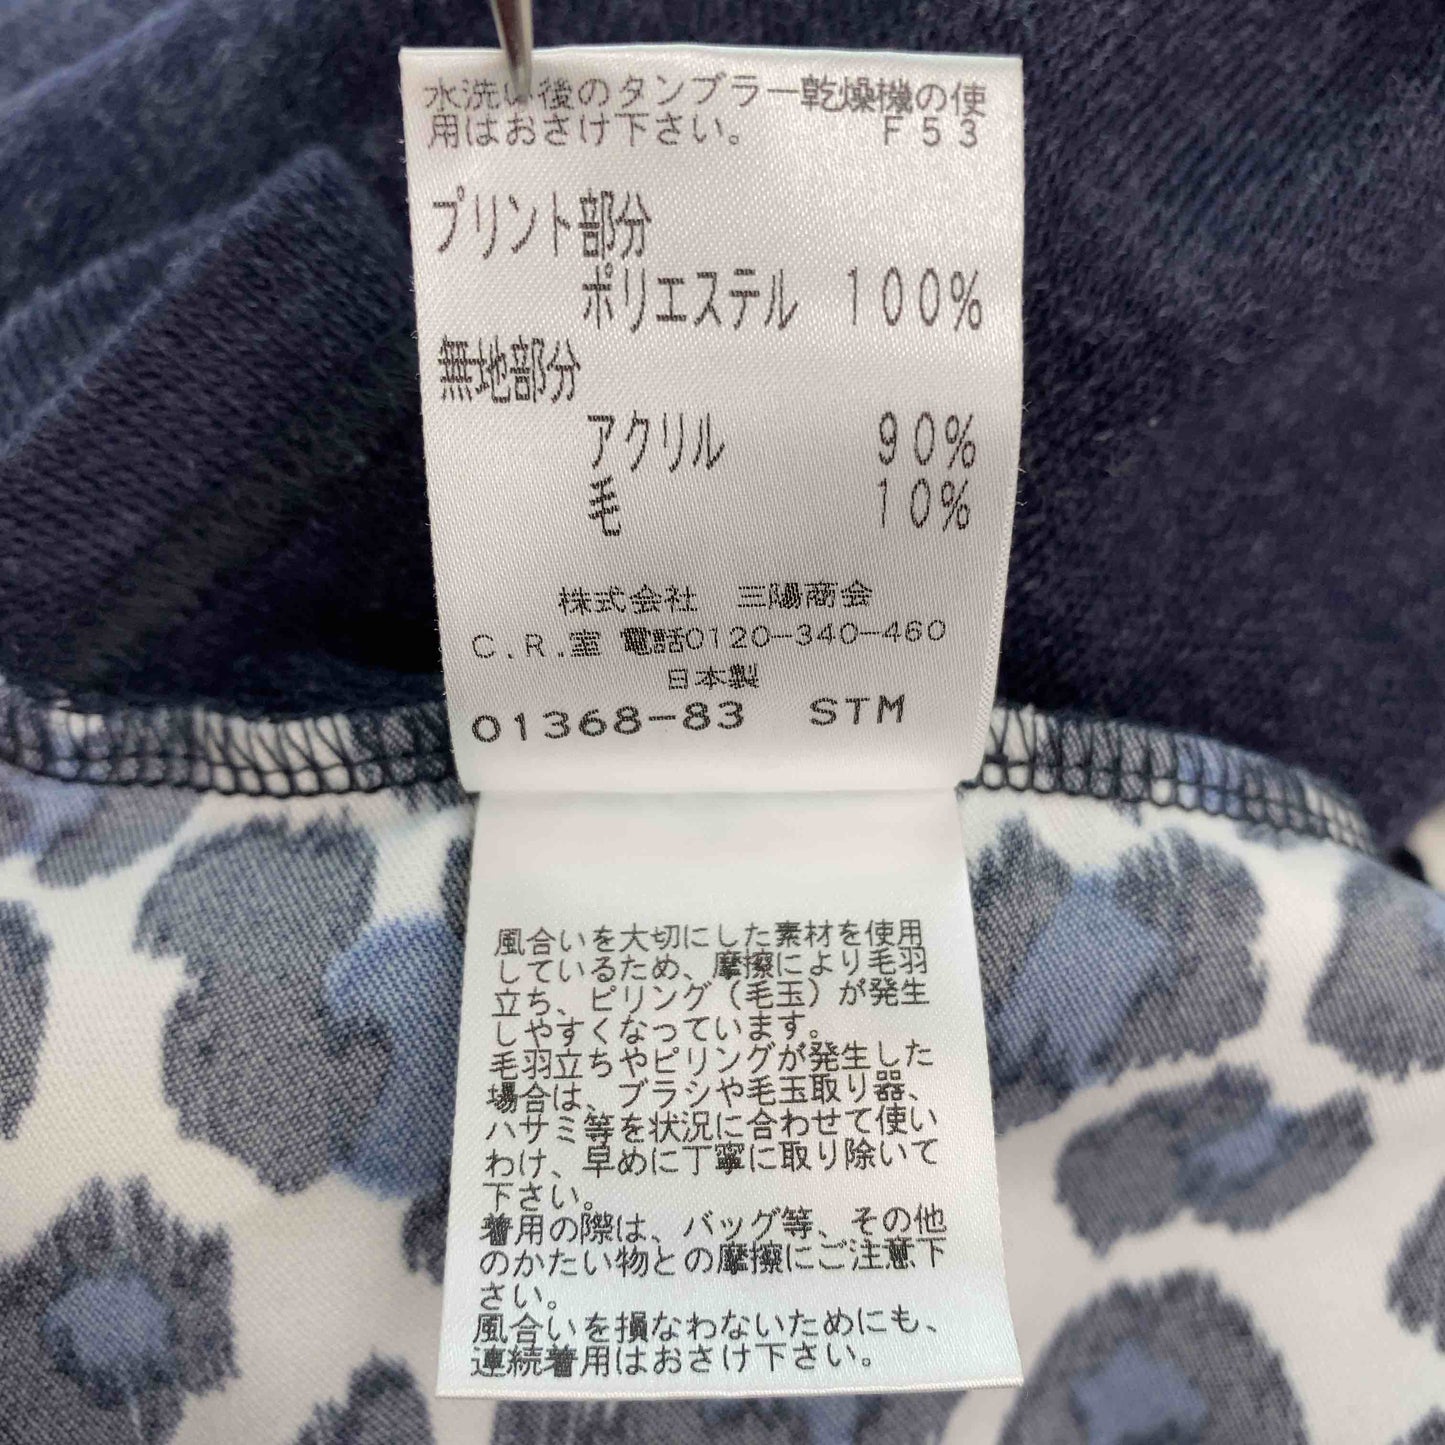 水洗い後のタンブラー乾燥機の使
用はおさけ下さい。 F53
プリント部分
ポリエステル 100%
無地部分
アクリル 90%
毛 10%
株式会社 三陽商会
C.R.室 電話0120-340-460
日本製
01368-83 STM
風合いを大切にした素材を使用
しているため、摩擦により毛羽
立ち、ピリング(毛玉)が発生
しやすくなっています。
毛羽立ちやピリングが発生した
場合は、ブラシや毛玉取り器、
ハサミ等を状況に合わせて使い
わけ、早めに丁寧に取り除いて
下さい。
着用の際は、バッグ等、その他
のかたい物との摩擦にご注意下
さい。
風合いを損なわないためにも、
連続着用はおさけ下さい。